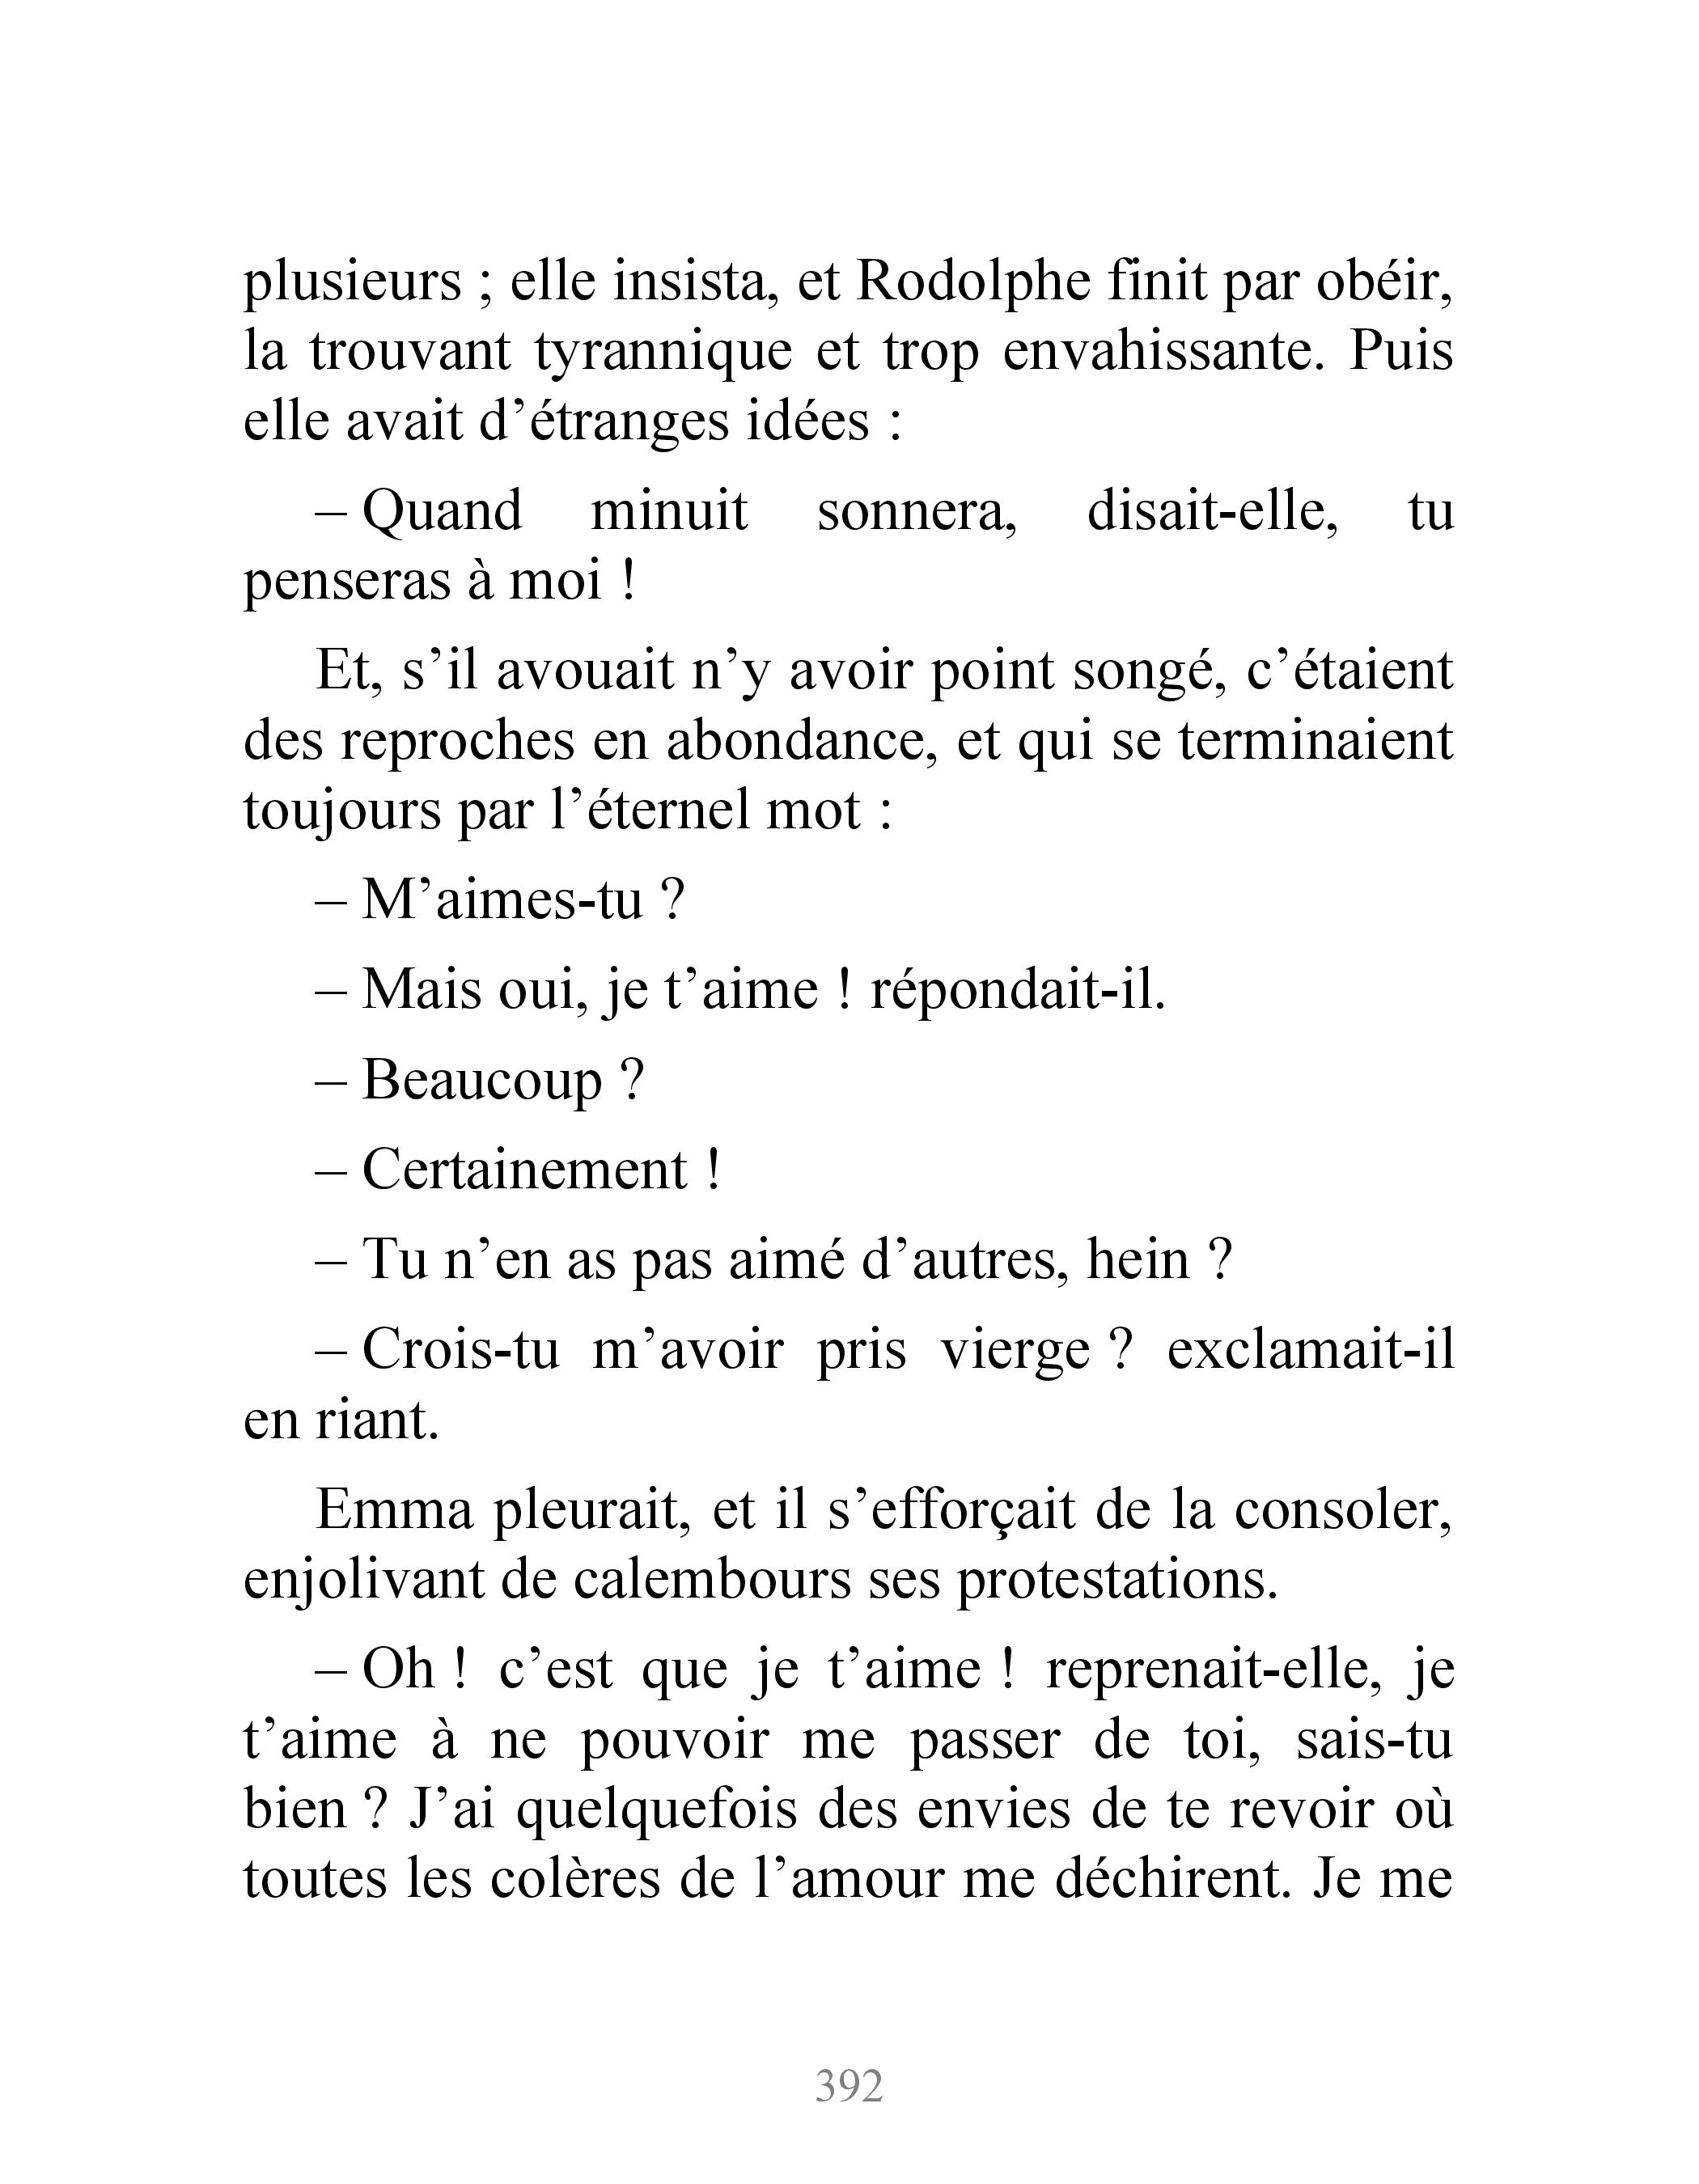 plusieurs ; elle insista, et Rodolphe finit par obéir,
la trouvant tyrannique et trop envahissante. Puis
elle avait d’étranges idées :
– Quand minuit sonnera, disait-elle, tu
penseras à moi !
Et, s’il avouait n’y avoir point songé, c’étaient
des reproches en abondance, et qui se terminaient
toujours par l’éternel mot :
– M’aimes-tu ?
– Mais oui, je t’aime ! répondait-il.
– Beaucoup ?
– Certainement !
– Tu n’en as pas aimé d’autres, hein ?
– Crois-tu m’avoir pris vierge ? exclamait-il
en riant.
Emma pleurait, et il s’efforçait de la consoler,
enjolivant de calembours ses protestations.
– Oh ! c’est que je t’aime ! reprenait-elle, je
t’aime à ne pouvoir me passer de toi, sais-tu
bien ? J’ai quelquefois des envies de te revoir où
toutes les colères de l’amour me déchirent. Je me
392